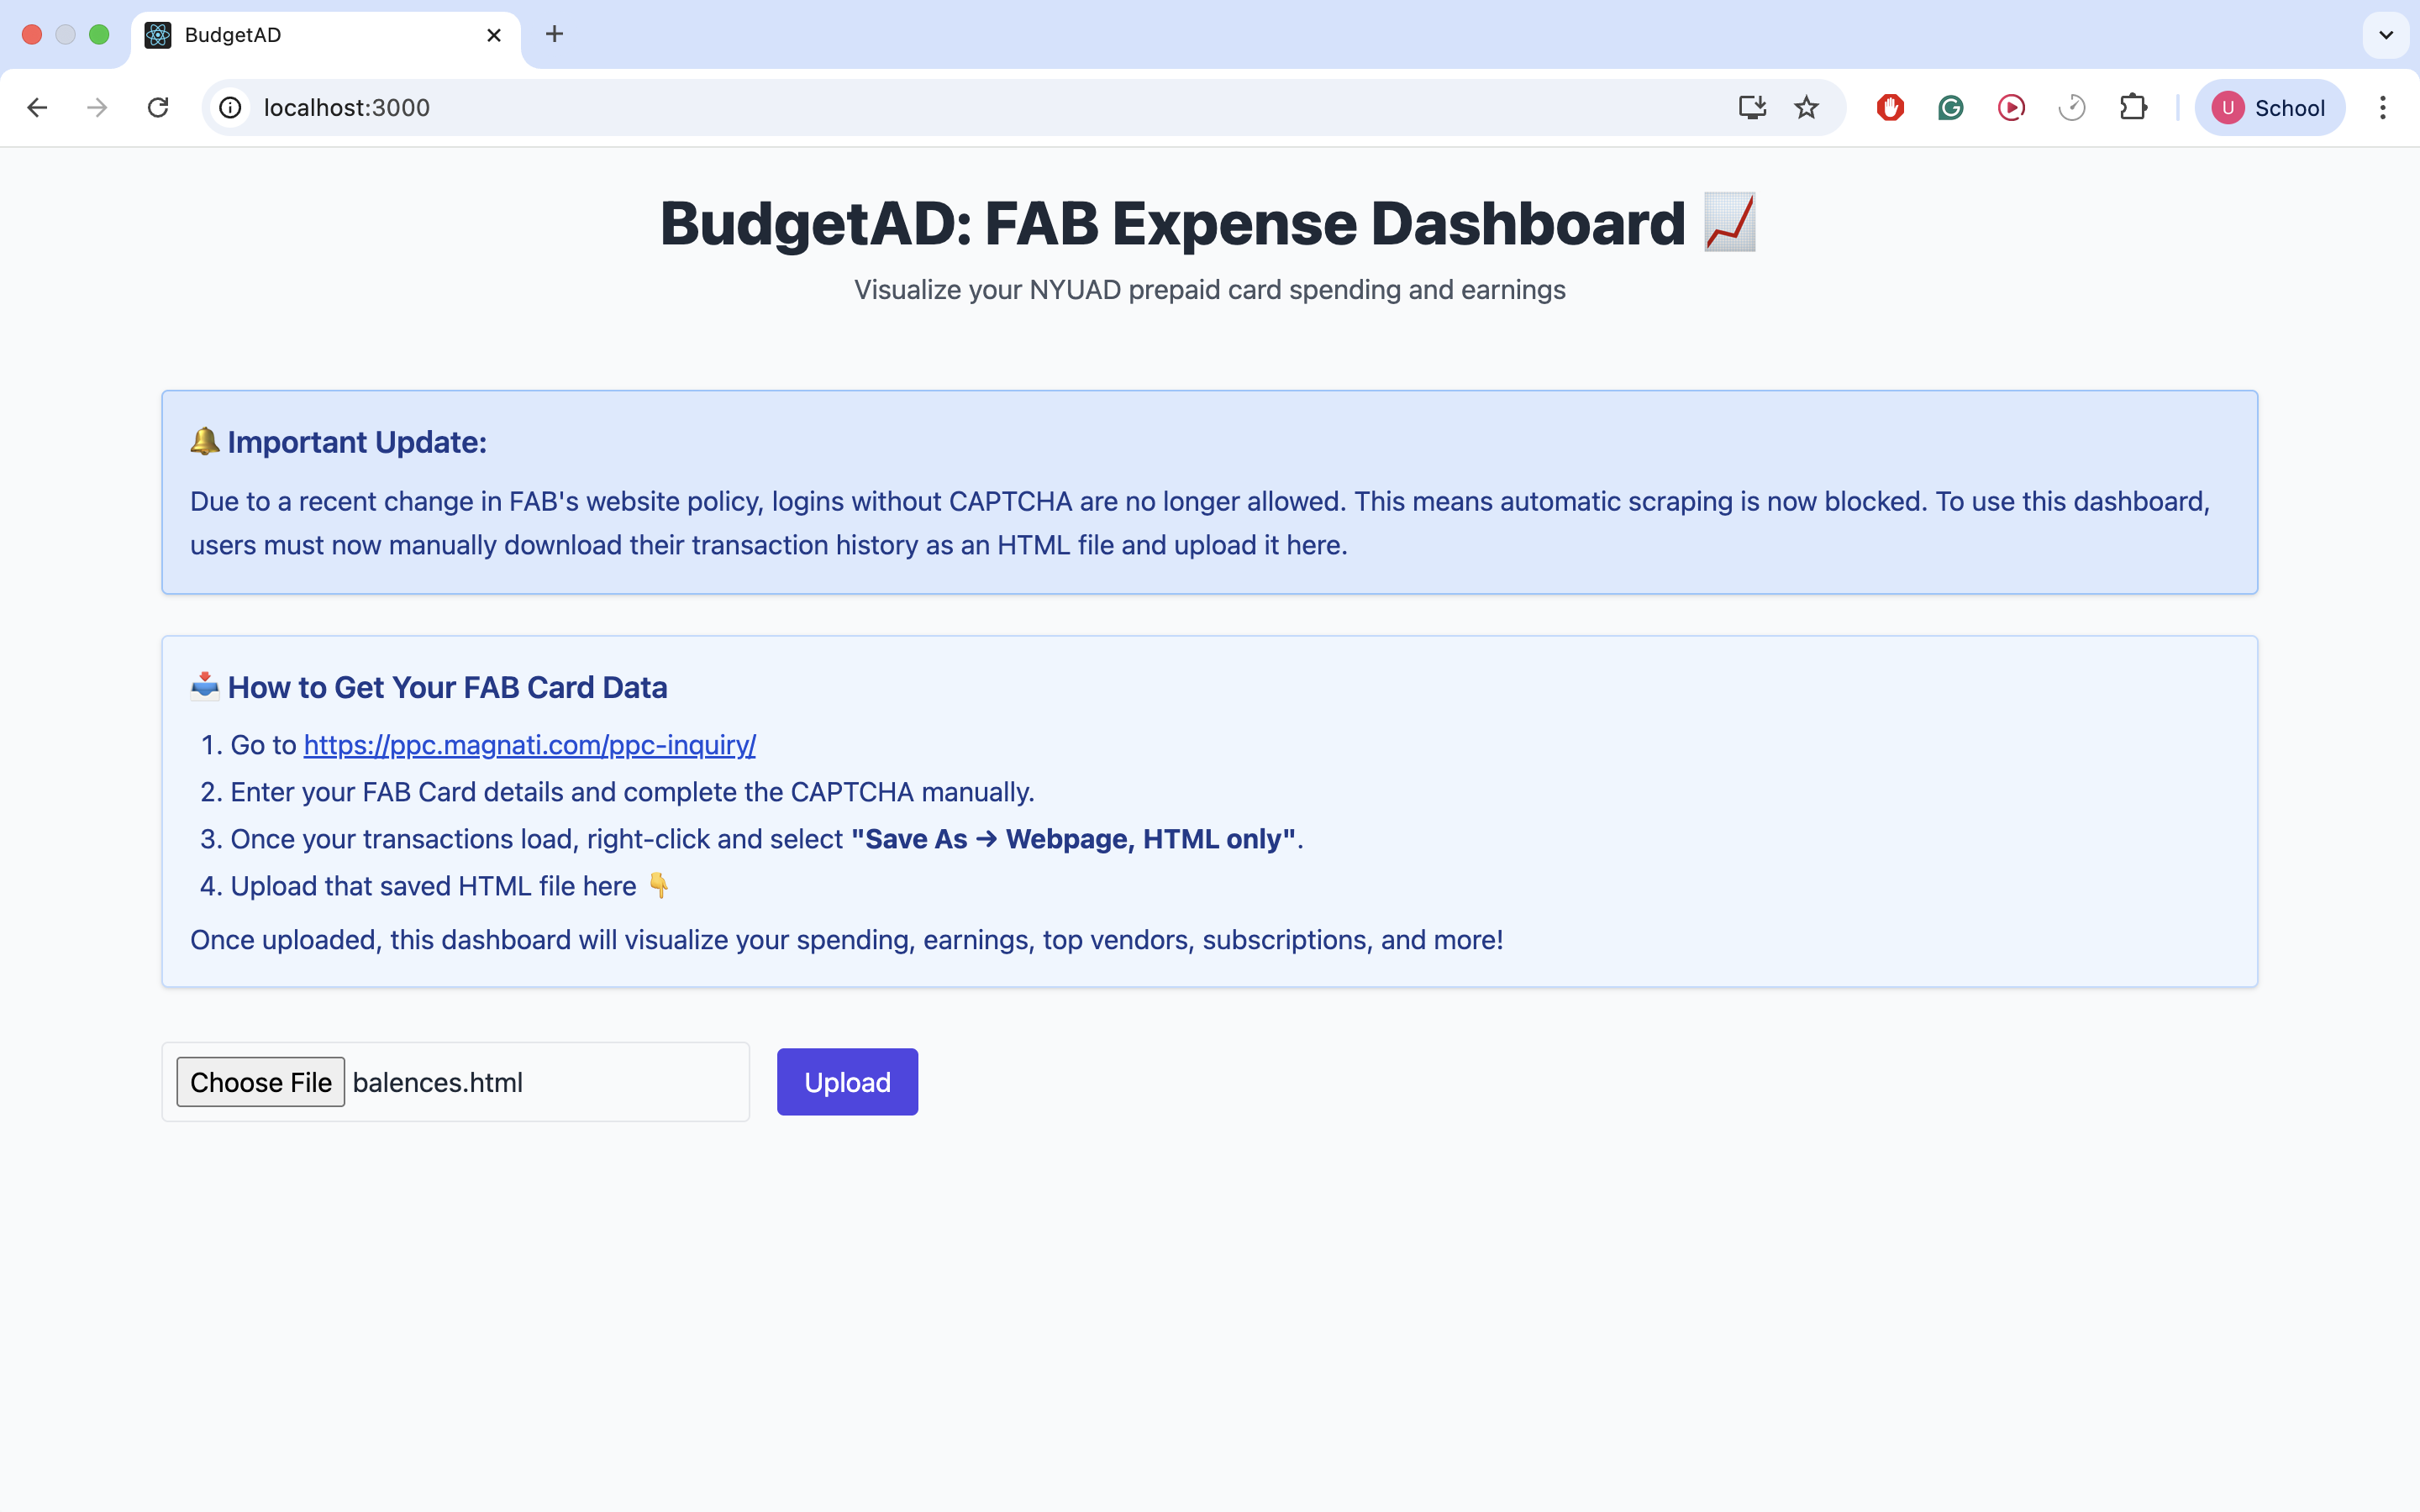 BudgetAD
localhost:3000
U School
BudgetAD: FAB Expense Dashboard 📈
Visualize your NYUAD prepaid card spending and earnings
🔔 Important Update:
Due to a recent change in FAB's website policy, logins without CAPTCHA are no longer allowed. This means automatic scraping is now blocked. To use this dashboard,
users must now manually download their transaction history as an HTML file and upload it here.
📥 How to Get Your FAB Card Data
1. Go to https://ppc.magnati.com/ppc-inquiry/
2. Enter your FAB Card details and complete the CAPTCHA manually.
3. Once your transactions load, right-click and select "Save As → Webpage, HTML only".
4. Upload that saved HTML file here 👇
Once uploaded, this dashboard will visualize your spending, earnings, top vendors, subscriptions, and more!
Choose File balences.html Upload